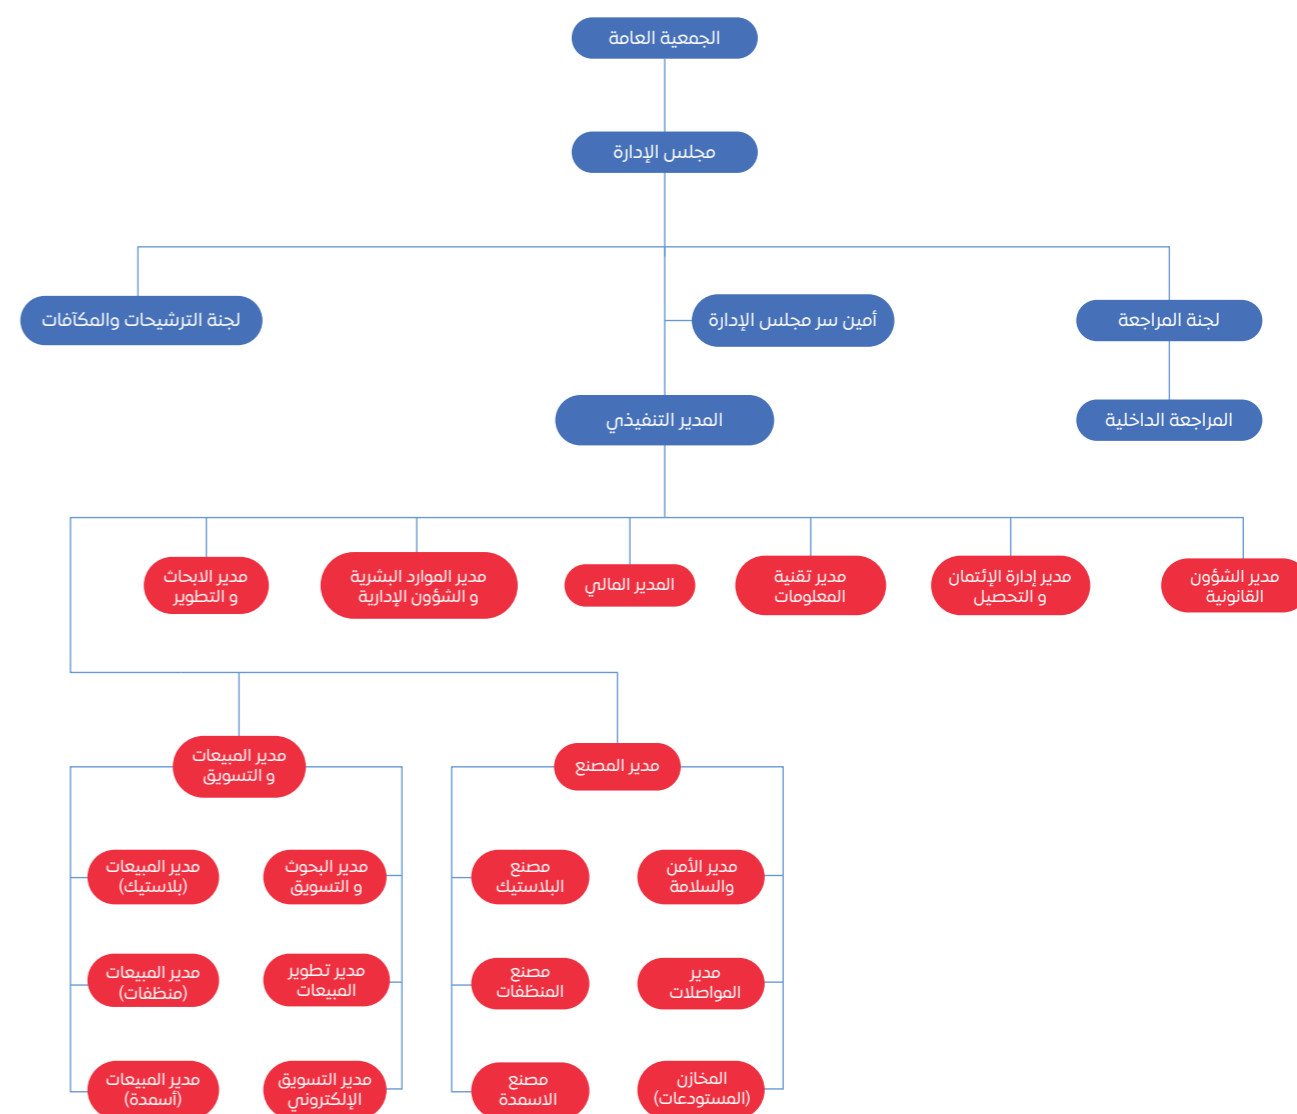 الجمعية العامة
مجلس الإدارة
لجنة المراجعة
أمين سر مجلس الإدارة
لجنة الترشيحات والمكآفات
المراجعة الداخلية
المدير التنفيذي
مدير الشؤون
القانونية
مدير إدارة الإئتمان
و التحصيل
مدير تقنية
المعلومات
المدير المالي
مدير الموارد البشرية
و الشؤون الإدارية
مدير الابحاث
و التطوير
مدير المصنع
مدير المبيعات
و التسويق
مدير الأمن
والسلامة
مصنع
البلاستيك
مدير البحوث
و التسويق
مدير المبيعات
(بلاستيك)
مدير
المواصلات
مصنع
المنظفات
مدير تطوير
المبيعات
مدير المبيعات
(منظفات)
المخازن
(المستودعات)
مصنع
الاسمدة
مدير التسويق
الإلكتروني
مدير المبيعات
(أسمدة)